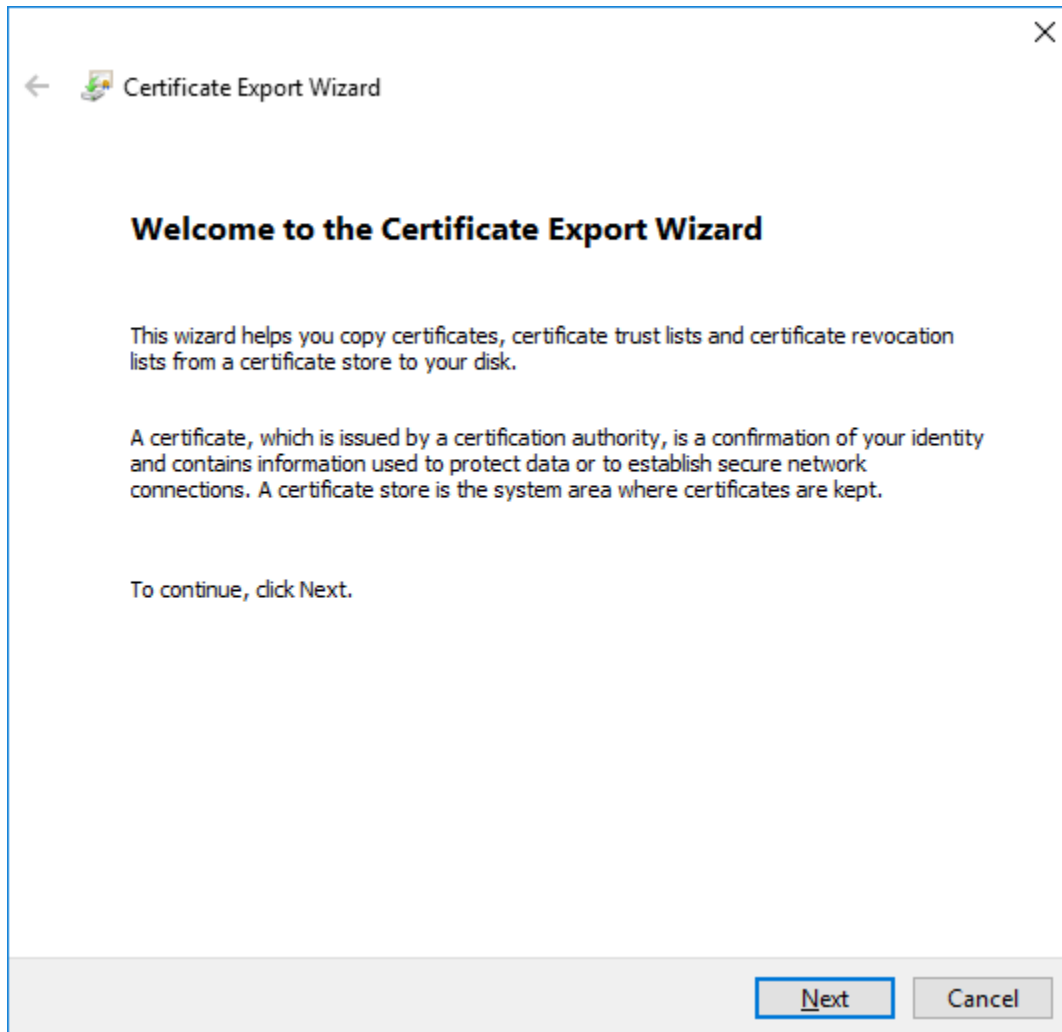 Certificate Export Wizard
Welcome to the Certificate Export Wizard
This wizard helps you copy certificates, certificate trust lists and certificate revocation
lists from a certificate store to your disk.
A certificate, which is issued by a certification authority, is a confirmation of your identity
and contains information used to protect data or to establish secure network
connections. A certificate store is the system area where certificates are kept.
To continue, click Next.
Next
Cancel